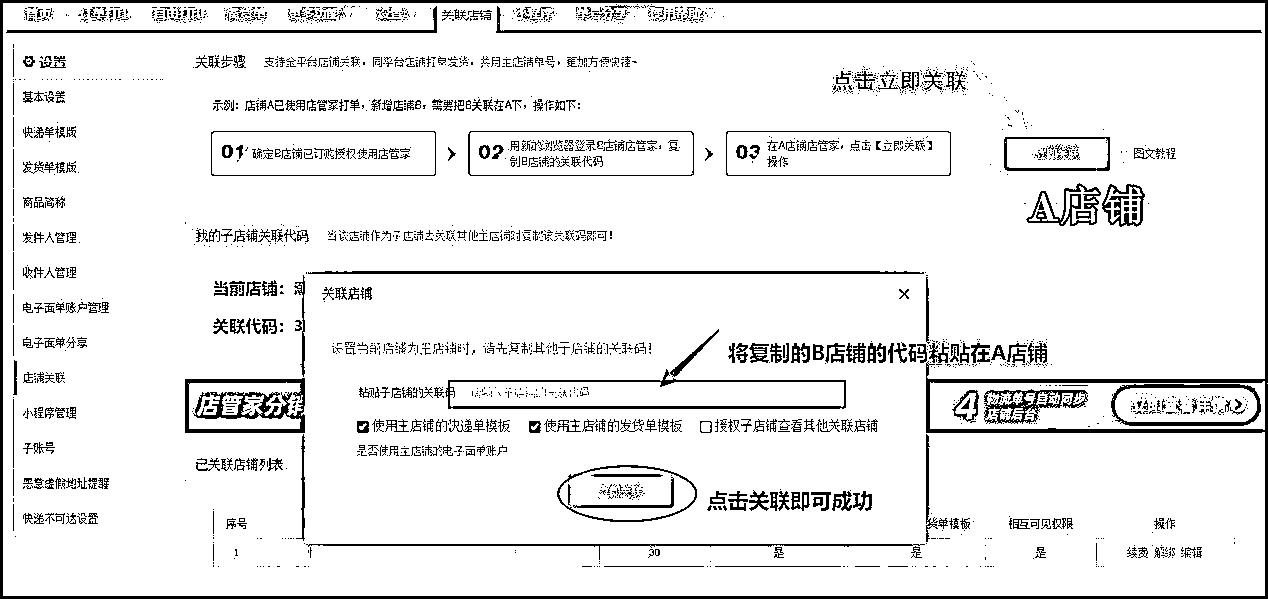 首页
关联店铺
设置
关联步骤 支持全平台店铺关联，同平台店铺打单发货，共用主店铺单号，更加方便快捷~
点击立即关联
基本设置
示例：店铺A已使用店管家打单，新增店铺B，需要把B关联在A下，操作如下：
快递单模版
01 确定B店铺已订购授权使用店管家
02 用新的浏览器登录B店铺店管家，复
制B店铺的关联代码
03 在A店铺店管家，点击【立即关联】
操作
图文教程
发货单模版
A店铺
商品简称
发件人管理
我的子店铺关联代码 当该店铺作为子店铺去关联其他主店铺时复制该关联码即可！
收件人管理
当前店铺：
关联店铺
电子面单账户管理
关联代码：3
电子面单分享
设置当前店铺为主店铺时，请先复制其他子店铺的关联码！
将复制的B店铺的代码粘贴在A店铺
店铺关联
粘贴子店铺的关联码
店管家分销
4 物流单号自动同步
店铺后台
立即查看详情
小程序管理
使用主店铺的快递单模板 使用主店铺的发货单模板 授权子店铺查看其他关联店铺
子账号
是否使用主店铺的电子面单账户
已关联店铺列表
恶意虚假地址提醒
点击关联即可成功
快递不可达设置
序号 货单模板 相互可见权限 操作
1 30 是 是 是 续费 解绑 编辑